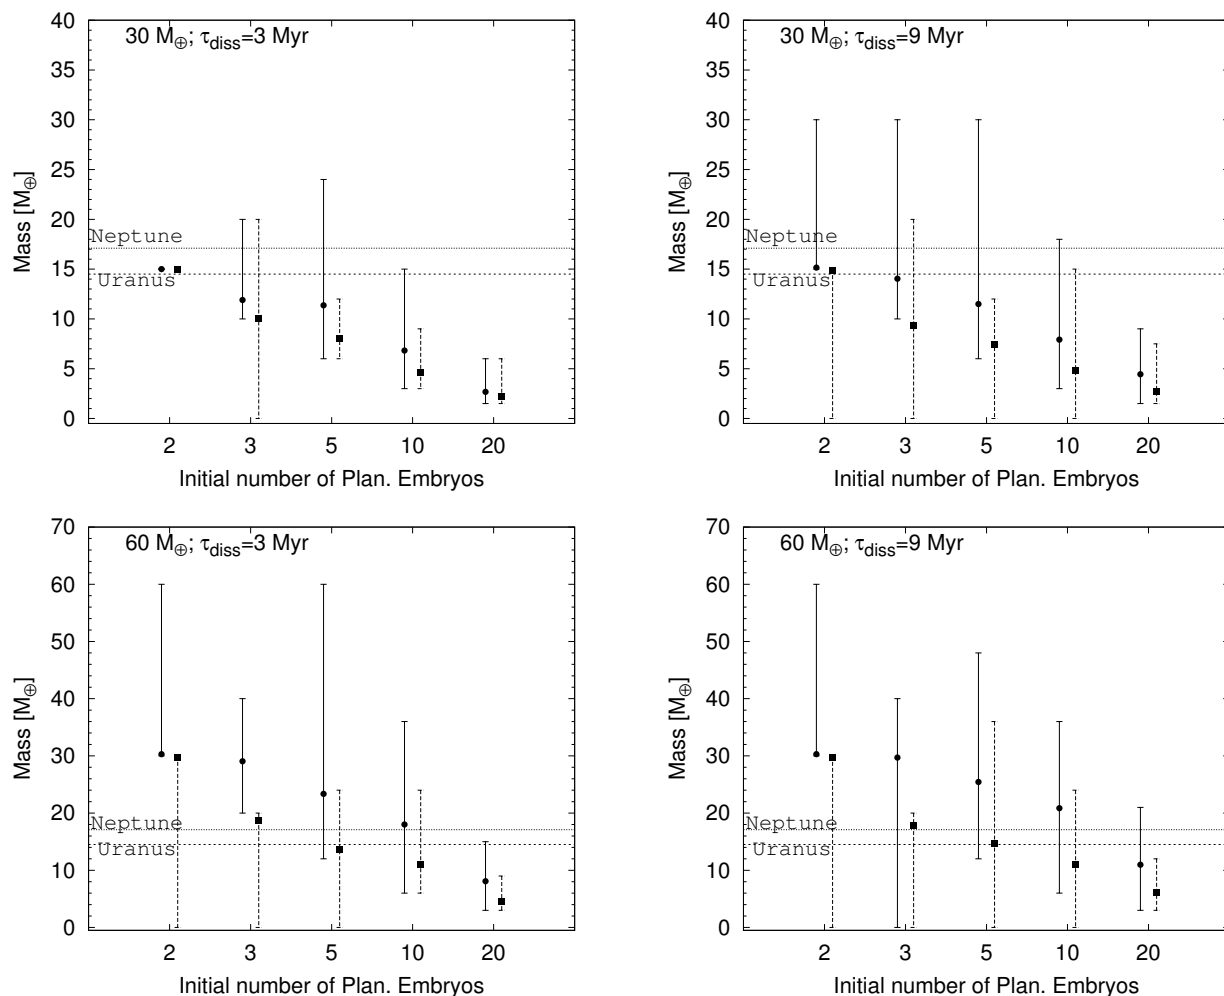 30 M⊕; τdiss=3 Myr
40
35
30
25
20
15
10
5
0
Mass [M⊕]
Neptune
Uranus
2 3 5 10 20
Initial number of Plan. Embryos
30 M⊕; τdiss=9 Myr
40
35
30
25
20
15
10
5
0
Mass [M⊕]
Neptune
Uranus
2 3 5 10 20
Initial number of Plan. Embryos
60 M⊕; τdiss=3 Myr
70
60
50
40
30
20
10
0
Mass [M⊕]
Neptune
Uranus
2 3 5 10 20
Initial number of Plan. Embryos
60 M⊕; τdiss=9 Myr
70
60
50
40
30
20
10
0
Mass [M⊕]
Neptune
Uranus
2 3 5 10 20
Initial number of Plan. Embryos